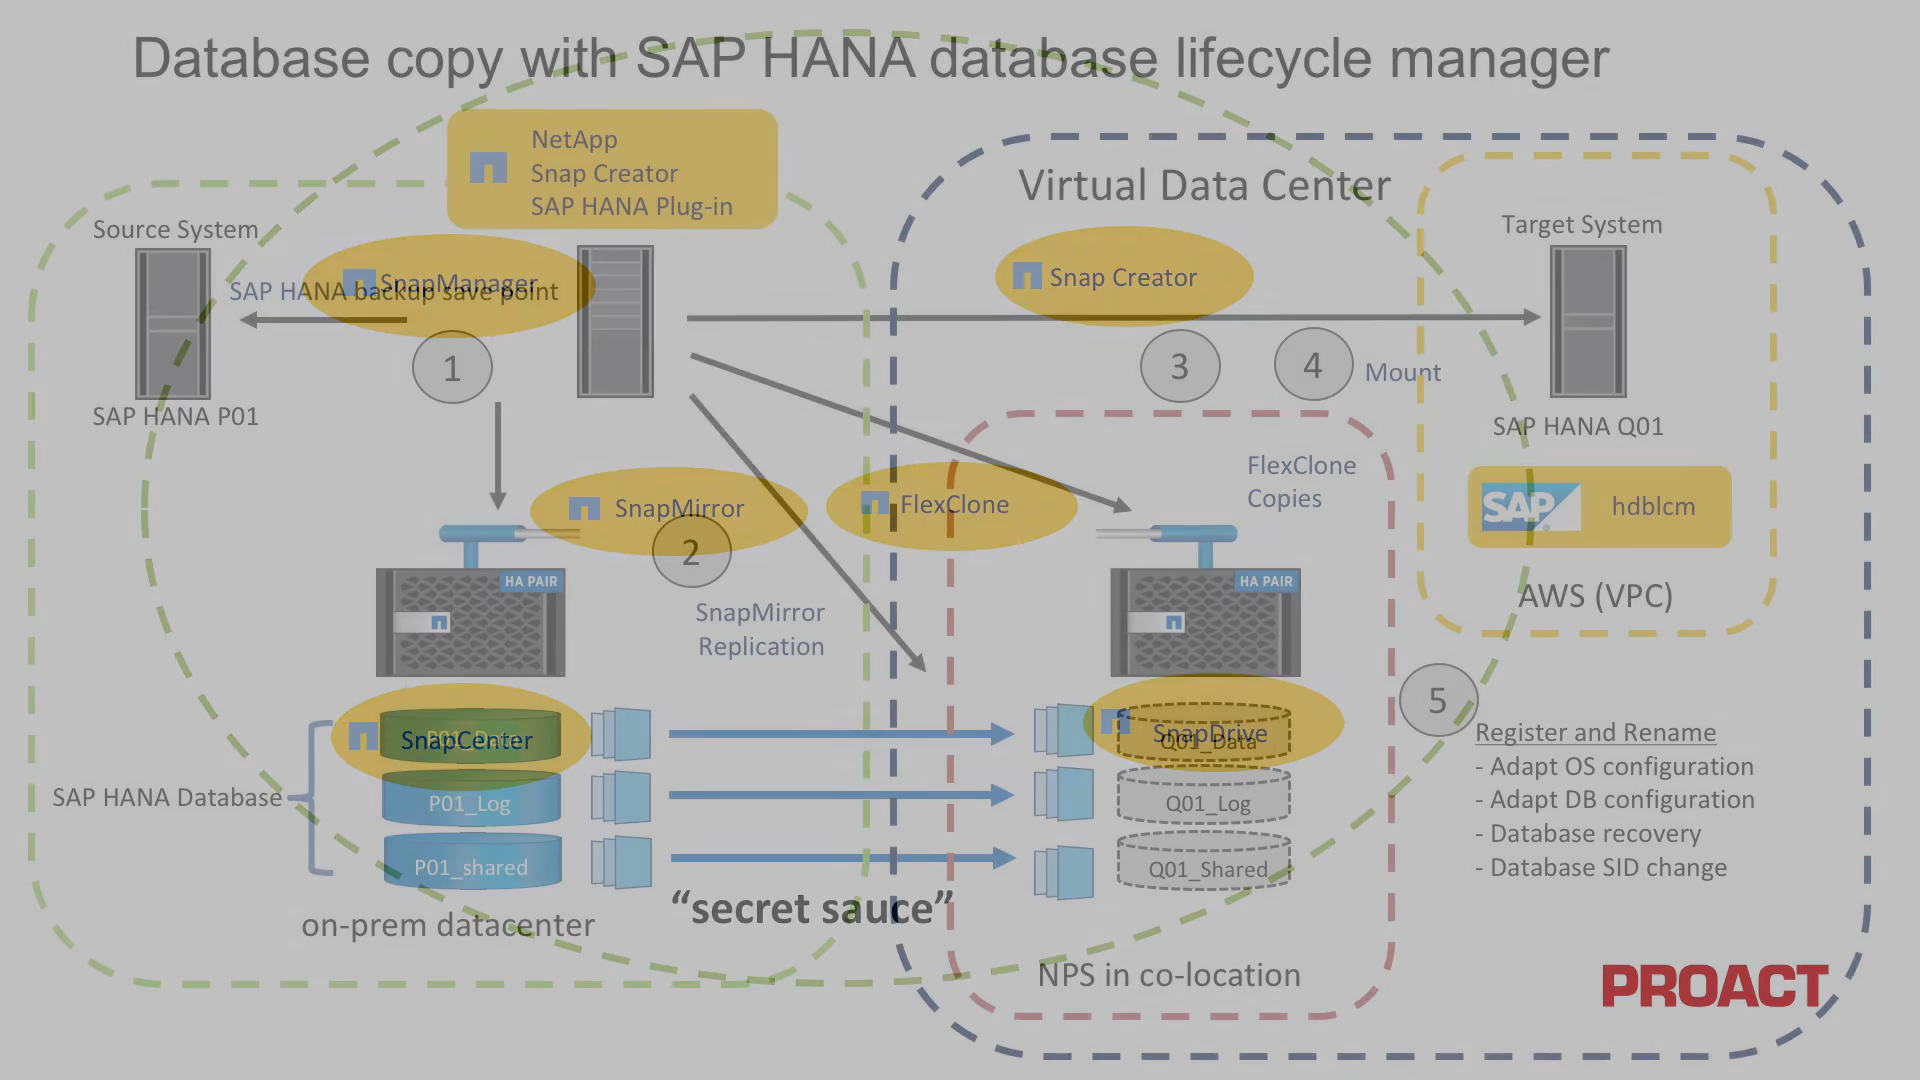 Database copy with SAP HANA database lifecycle manager
NetApp
Snap Creator
SAP HANA Plug-in
Virtual Data Center
Source System
Target System
SnapManager
SAP HANA backup save point
Snap Creator
1
3
4
Mount
SAP HANA P01
SAP HANA Q01
FlexClone
Copies
SnapMirror
FlexClone
SAP
hdblcm
2
HA PAIR
HA PAIR
AWS (VPC)
SnapMirror
Replication
5
SnapCenter
P01_Data
SnapDrive
Q01_Data
Register and Rename
- Adapt OS configuration
- Adapt DB configuration
- Database recovery
- Database SID change
SAP HANA Database
P01_Log
Q01_Log
P01_shared
Q01_Shared
“secret sauce”
on-prem datacenter
NPS in co-location
PROACT